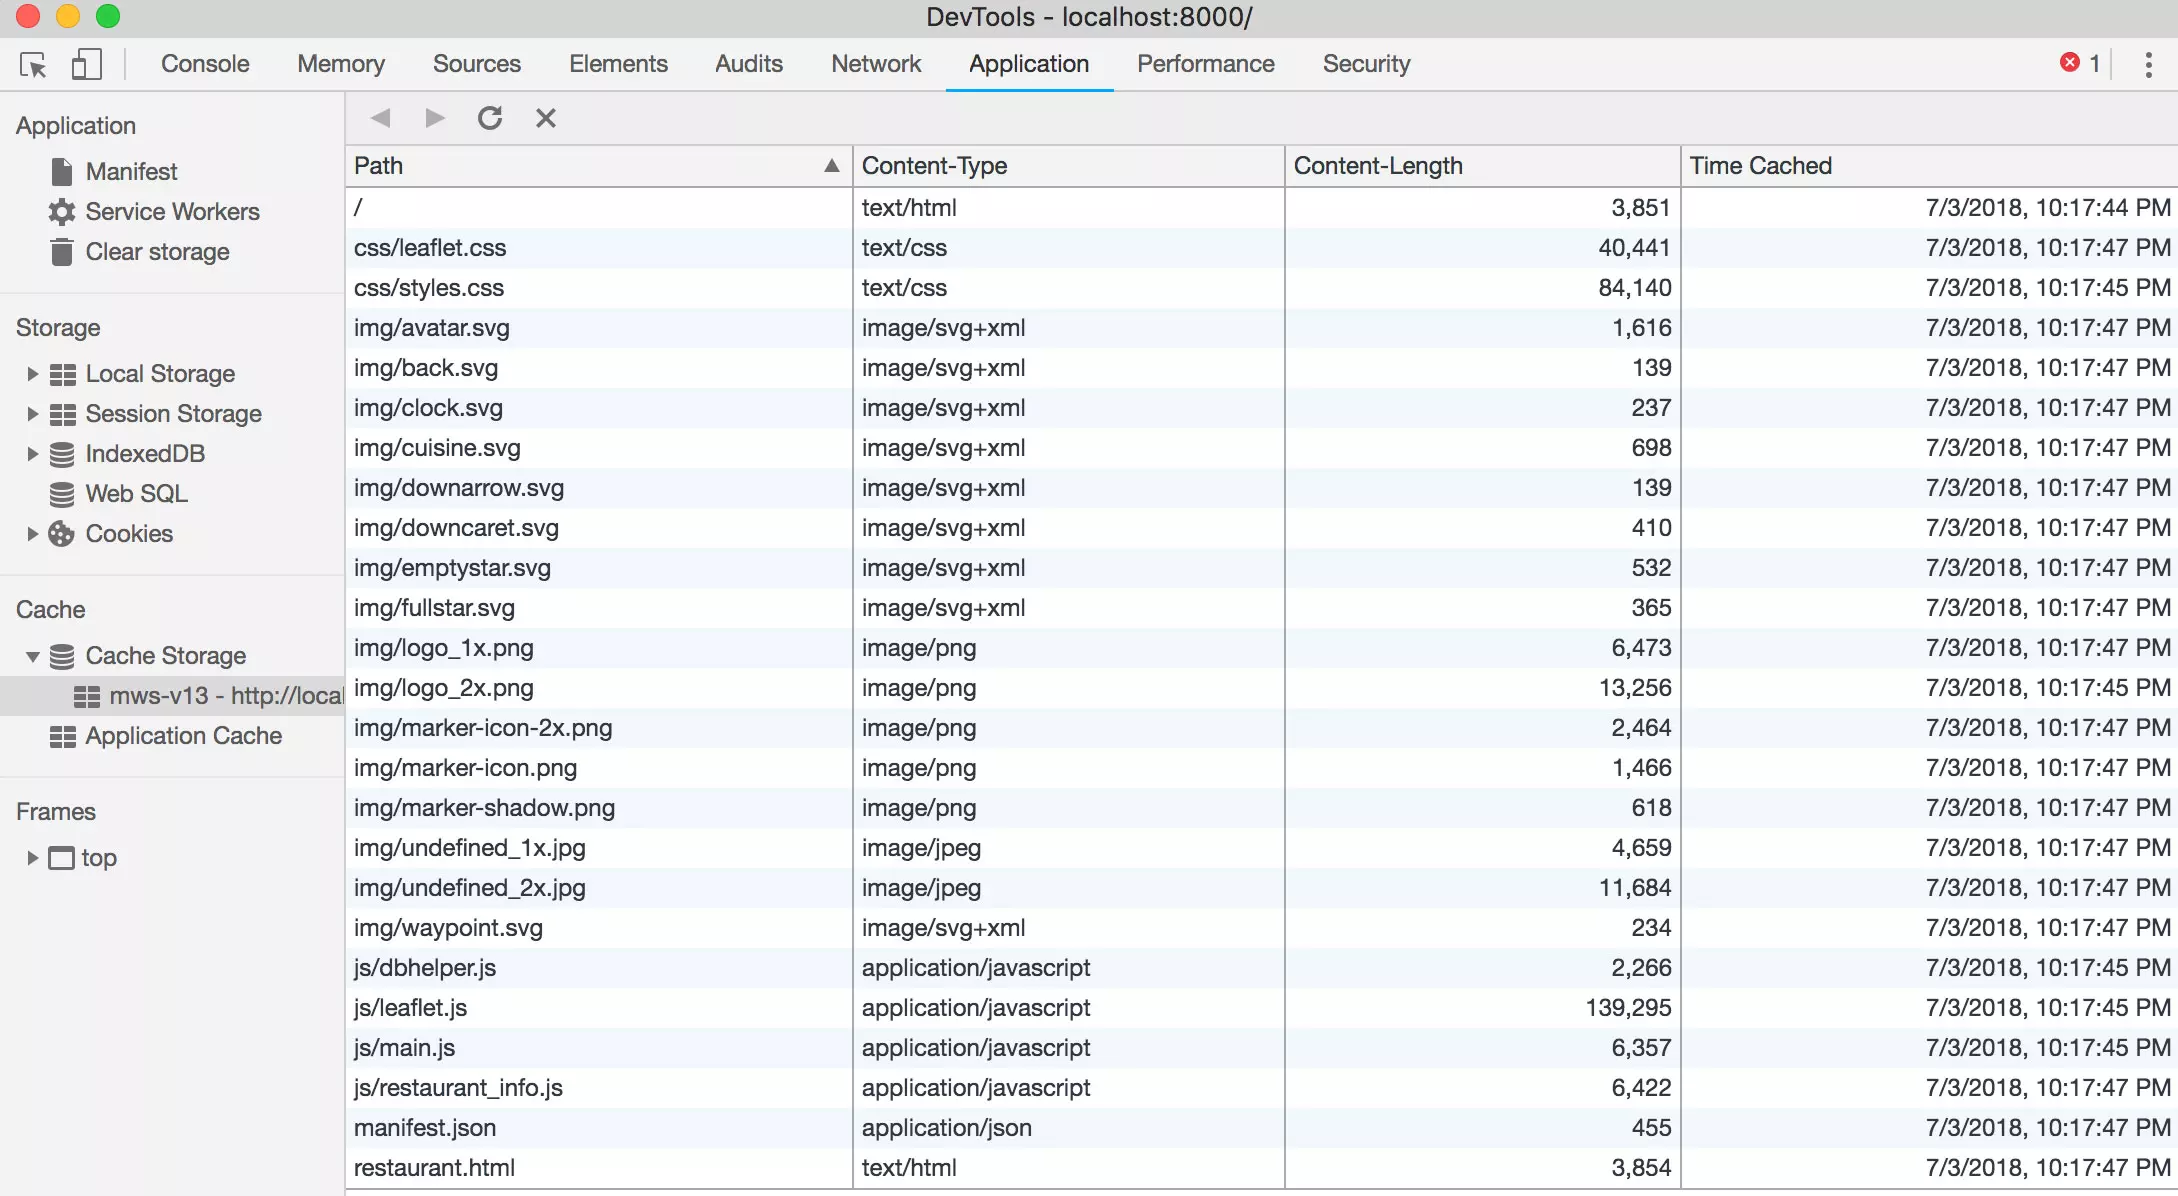 DevTools - localhost:8000/
Console Memory Sources Elements Audits Network Application Performance Security 1
Application
Manifest
Service Workers
Clear storage
Storage
Local Storage
Session Storage
IndexedDB
Web SQL
Cookies
Cache
Cache Storage
mws-v13 - http://local
Application Cache
Frames
top
Path Content-Type Content-Length Time Cached
/ text/html 3,851 7/3/2018, 10:17:44 PM
css/leaflet.css text/css 40,441 7/3/2018, 10:17:47 PM
css/styles.css text/css 84,140 7/3/2018, 10:17:45 PM
img/avatar.svg image/svg+xml 1,616 7/3/2018, 10:17:47 PM
img/back.svg image/svg+xml 139 7/3/2018, 10:17:47 PM
img/clock.svg image/svg+xml 237 7/3/2018, 10:17:47 PM
img/cuisine.svg image/svg+xml 698 7/3/2018, 10:17:47 PM
img/downarrow.svg image/svg+xml 139 7/3/2018, 10:17:47 PM
img/downcaret.svg image/svg+xml 410 7/3/2018, 10:17:47 PM
img/emptystar.svg image/svg+xml 532 7/3/2018, 10:17:47 PM
img/fullstar.svg image/svg+xml 365 7/3/2018, 10:17:47 PM
img/logo_1x.png image/png 6,473 7/3/2018, 10:17:47 PM
img/logo_2x.png image/png 13,256 7/3/2018, 10:17:45 PM
img/marker-icon-2x.png image/png 2,464 7/3/2018, 10:17:47 PM
img/marker-icon.png image/png 1,466 7/3/2018, 10:17:47 PM
img/marker-shadow.png image/png 618 7/3/2018, 10:17:47 PM
img/undefined_1x.jpg image/jpeg 4,659 7/3/2018, 10:17:47 PM
img/undefined_2x.jpg image/jpeg 11,684 7/3/2018, 10:17:47 PM
img/waypoint.svg image/svg+xml 234 7/3/2018, 10:17:47 PM
js/dbhelper.js application/javascript 2,266 7/3/2018, 10:17:45 PM
js/leaflet.js application/javascript 139,295 7/3/2018, 10:17:45 PM
js/main.js application/javascript 6,357 7/3/2018, 10:17:45 PM
js/restaurant_info.js application/javascript 6,422 7/3/2018, 10:17:47 PM
manifest.json application/json 455 7/3/2018, 10:17:47 PM
restaurant.html text/html 3,854 7/3/2018, 10:17:47 PM